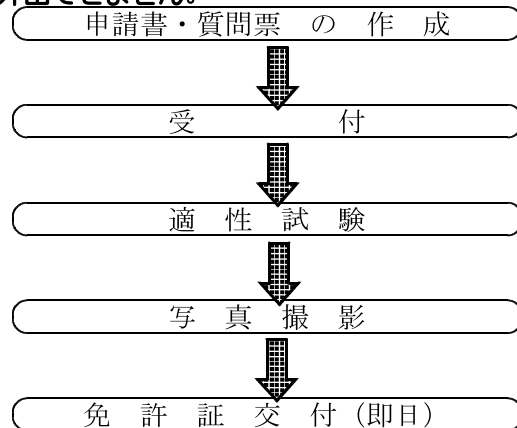 申請書・質問票 の 作 成
受 付
適 性 試 験
写 真 撮 影
免 許 証 交 付（即日）